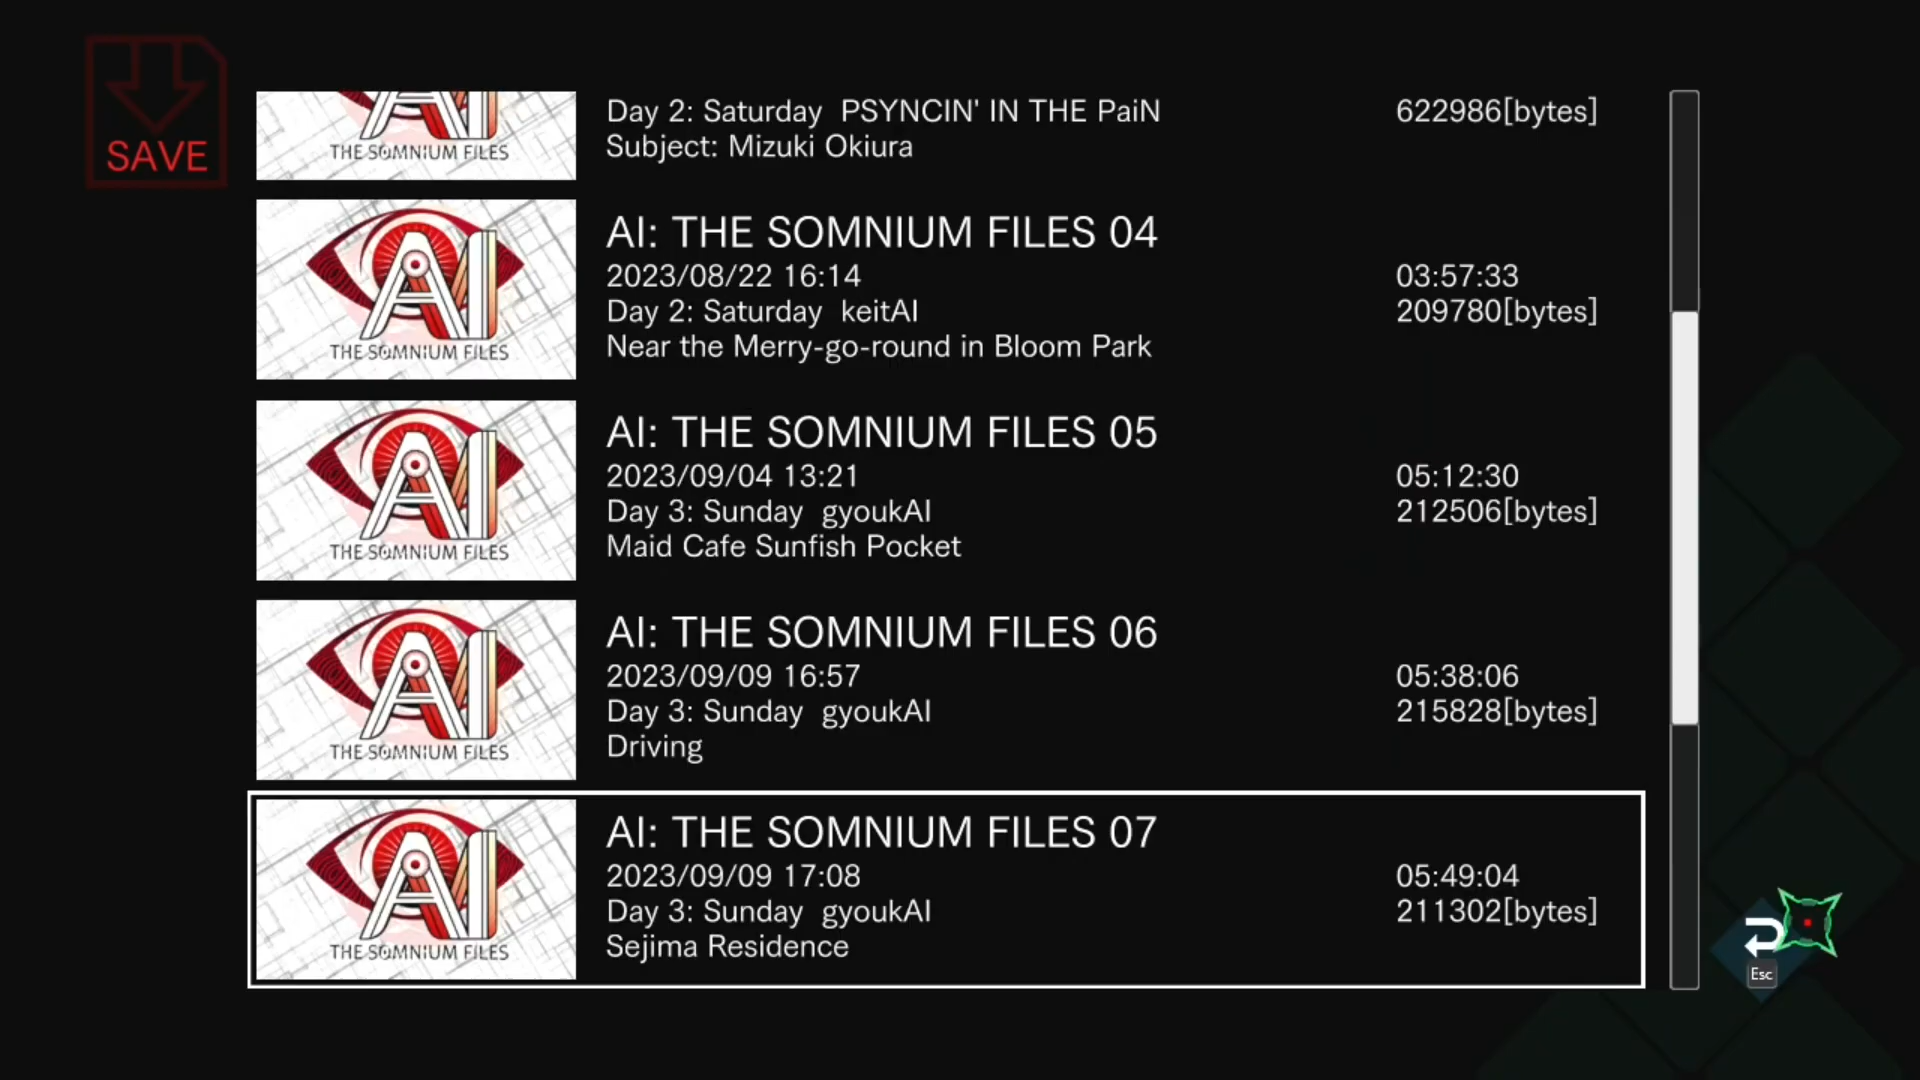 SAVE
THE SOMNIUM FILES
Day 2: Saturday  PSYNCIN' IN THE PaiN
622986[bytes]
Subject: Mizuki Okiura
AI
THE SOMNIUM FILES
AI: THE SOMNIUM FILES 04
2023/08/22 16:14
03:57:33
Day 2: Saturday  keitAI
209780[bytes]
Near the Merry-go-round in Bloom Park
AI
THE SOMNIUM FILES
AI: THE SOMNIUM FILES 05
2023/09/04 13:21
05:12:30
Day 3: Sunday  gyoukAI
212506[bytes]
Maid Cafe Sunfish Pocket
AI
THE SOMNIUM FILES
AI: THE SOMNIUM FILES 06
2023/09/09 16:57
05:38:06
Day 3: Sunday  gyoukAI
215828[bytes]
Driving
AI
THE SOMNIUM FILES
AI: THE SOMNIUM FILES 07
2023/09/09 17:08
05:49:04
Day 3: Sunday  gyoukAI
211302[bytes]
Sejima Residence
Esc